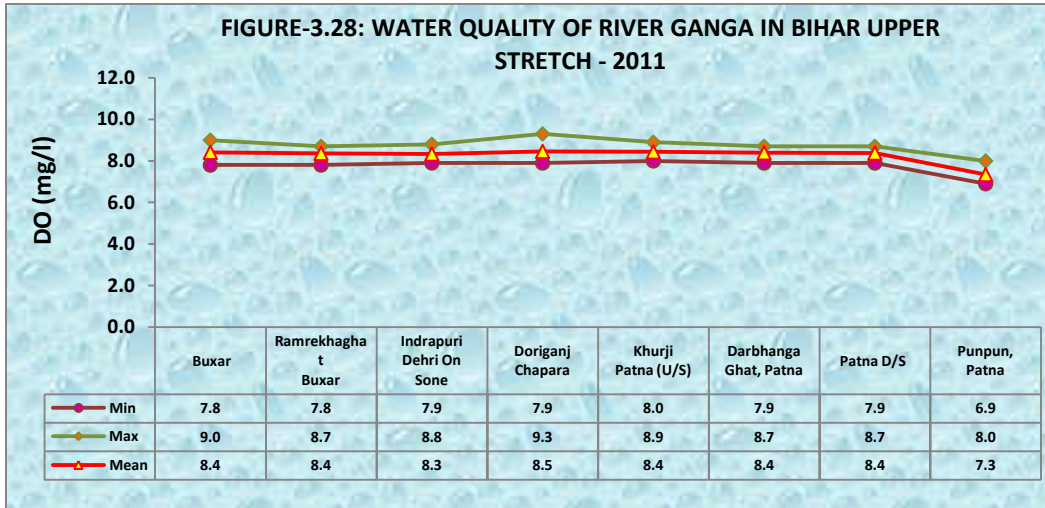 FIGURE-3.28: WATER QUALITY OF RIVER GANGA IN BIHAR UPPER
STRETCH - 2011
DO (mg/l)
12.0
10.0
8.0
6.0
4.0
2.0
0.0
Buxar
Ramrekhagha
t
Buxar
Indrapuri
Dehri On
Sone
Doriganj
Chapara
Khurji
Patna (U/S)
Darbhanga
Ghat, Patna
Patna D/S
Punpun,
Patna
Min 7.8 7.8 7.9 7.9 8.0 7.9 7.9 6.9
Max 9.0 8.7 8.8 9.3 8.9 8.7 8.7 8.0
Mean 8.4 8.4 8.3 8.5 8.4 8.4 8.4 7.3